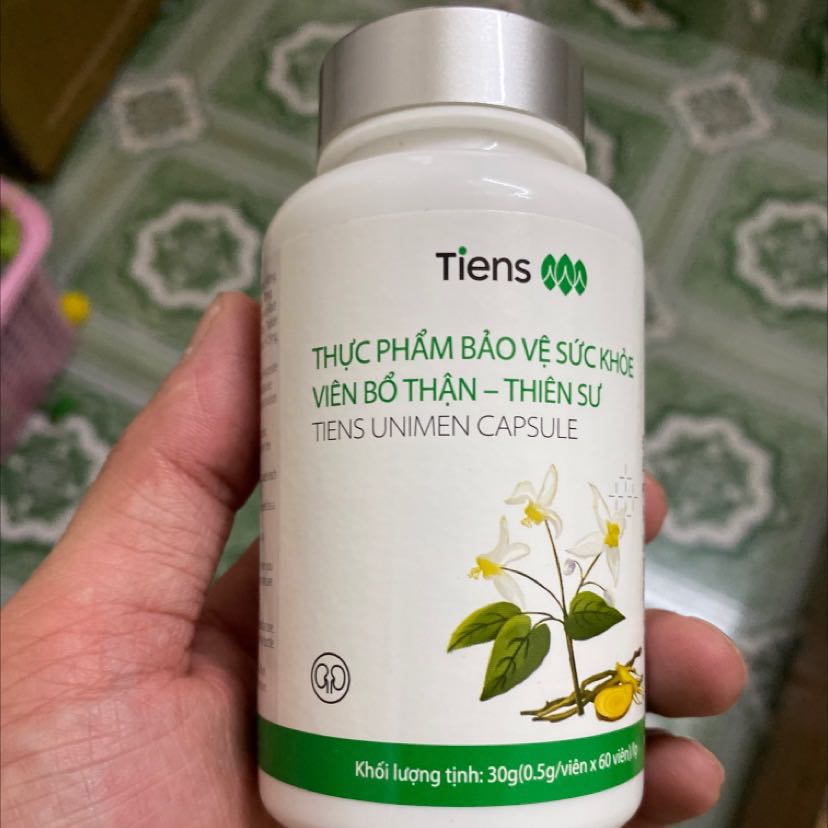 Tiens
THỰC PHẨM BẢO VỆ SỨC KHỎE
VIÊN BỔ THẬN – THIÊN SƯ
TIENS UNIMEN CAPSULE
Khối lượng tịnh: 30g(0.5g/viên x 60 viên)/